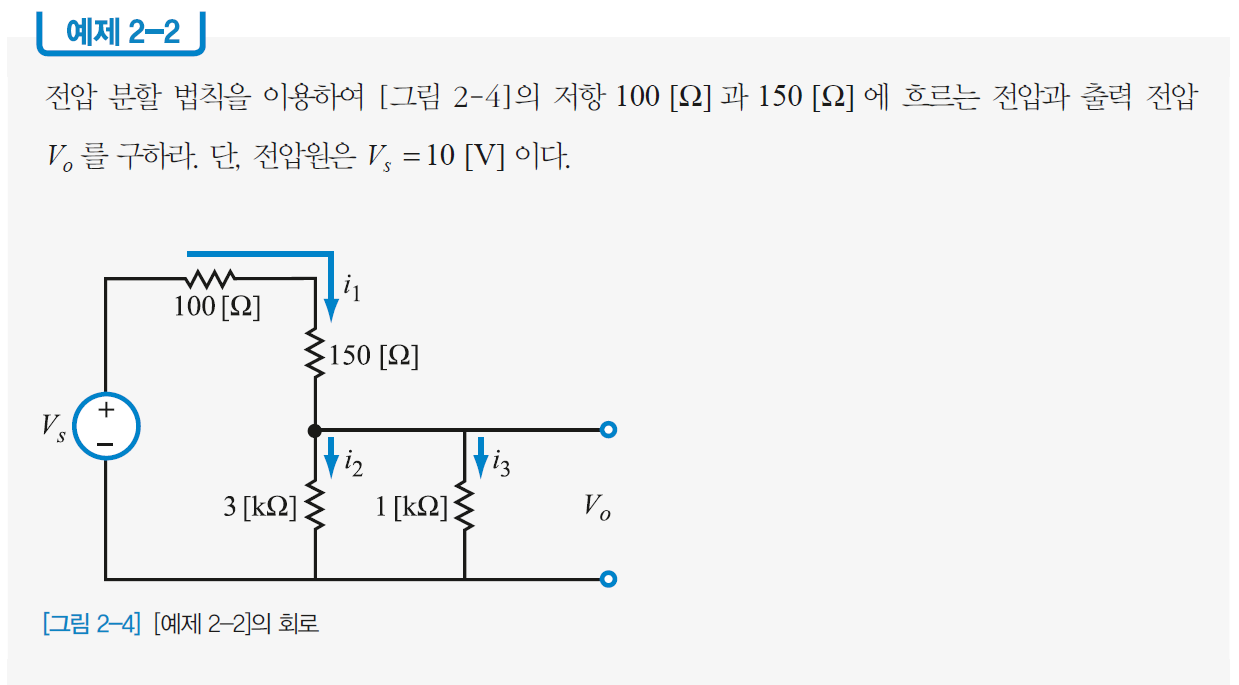 예제 2-2
전압 분할 법칙을 이용하여 [그림 2-4]의 저항 100 [Ω] 과 150 [Ω] 에 흐르는 전압과 출력 전압
Vₒ 를 구하라. 단, 전압원은 Vₛ = 10 [V] 이다.
i₁
100 [Ω]
150 [Ω]
Vₛ
+
−
i₂
i₃
3 [kΩ]
1 [kΩ]
Vₒ
[그림 2-4] [예제 2-2]의 회로